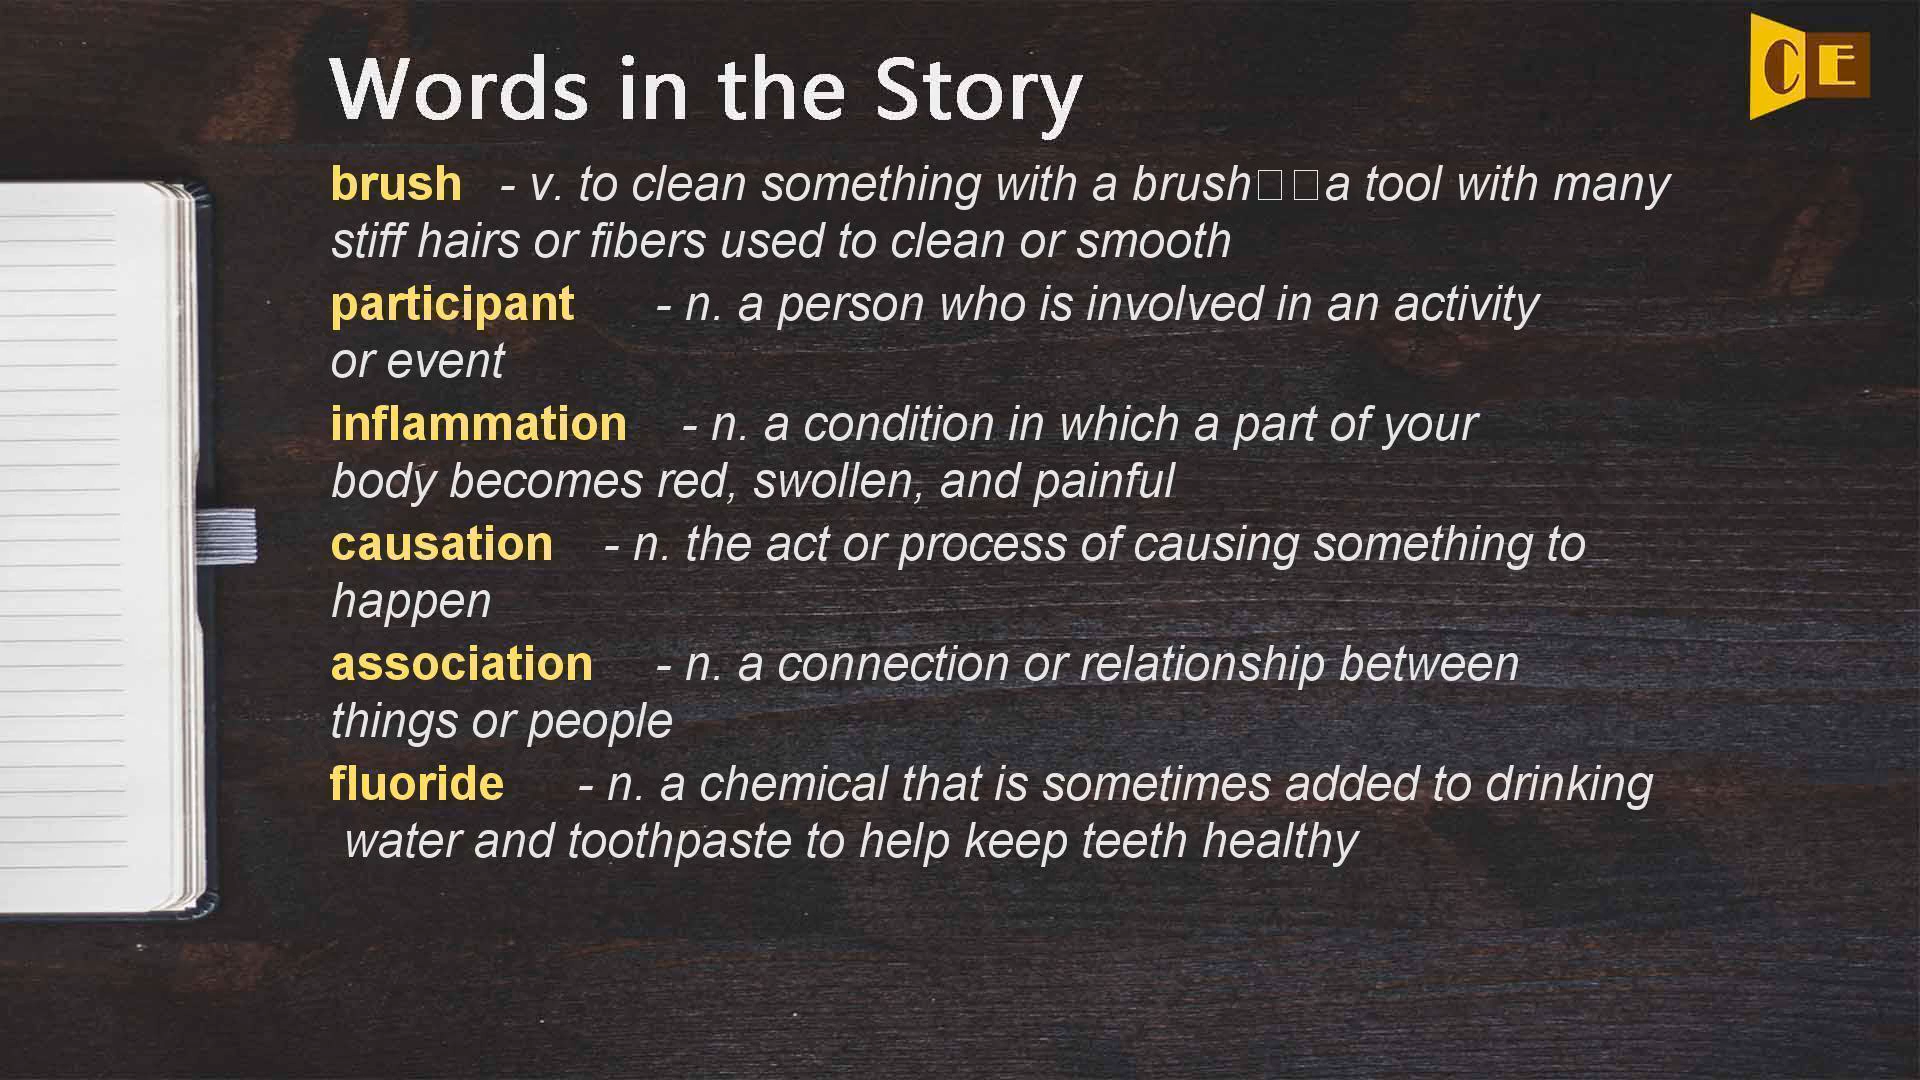 Words in the Story
CE
brush - v. to clean something with a brush□□a tool with many
stiff hairs or fibers used to clean or smooth
participant - n. a person who is involved in an activity
or event
inflammation - n. a condition in which a part of your
body becomes red, swollen, and painful
causation - n. the act or process of causing something to
happen
association - n. a connection or relationship between
things or people
fluoride - n. a chemical that is sometimes added to drinking
water and toothpaste to help keep teeth healthy